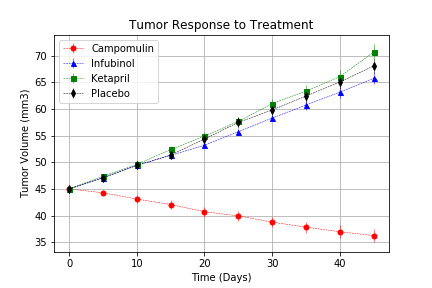 Tumor Response to Treatment
Campomulin
Infubinol
Ketapril
Placebo
Tumor Volume (mm3)
70
65
60
55
50
45
40
35
0 10 20 30 40
Time (Days)